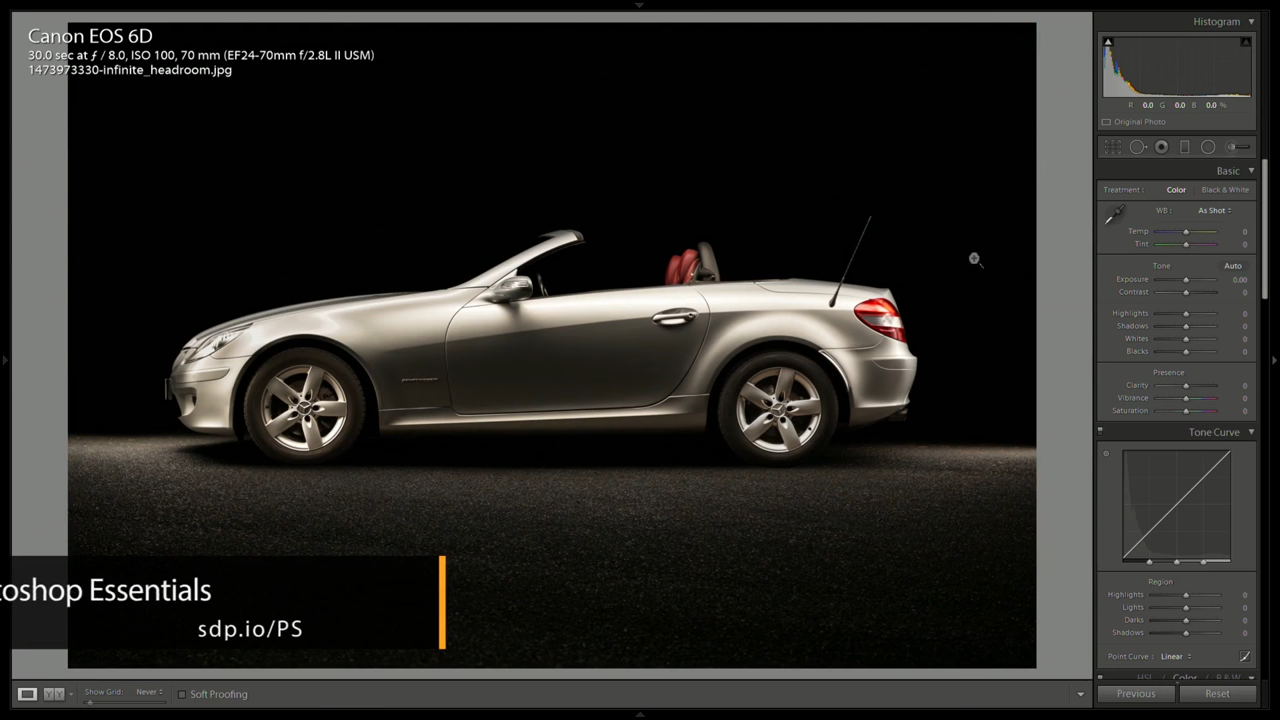 Canon EOS 6D
30.0 sec at ƒ / 8.0, ISO 100, 70 mm (EF24-70mm f/2.8L II USM)
1473973330-infinite_headroom.jpg
toshop Essentials
sdp.io/PS
Show Grid: Never
Soft Proofing
Histogram
R 0.0 G 0.0 B 0.0 %
Original Photo
Basic
Treatment: Color Black & White
WB: As Shot
Temp 0
Tint 0
Tone Auto
Exposure 0.00
Contrast 0
Highlights 0
Shadows 0
Whites 0
Blacks 0
Presence
Clarity 0
Vibrance 0
Saturation 0
Tone Curve
Region
Highlights 0
Lights 0
Darks 0
Shadows 0
Point Curve: Linear
HSL / Color / B & W
Previous Reset